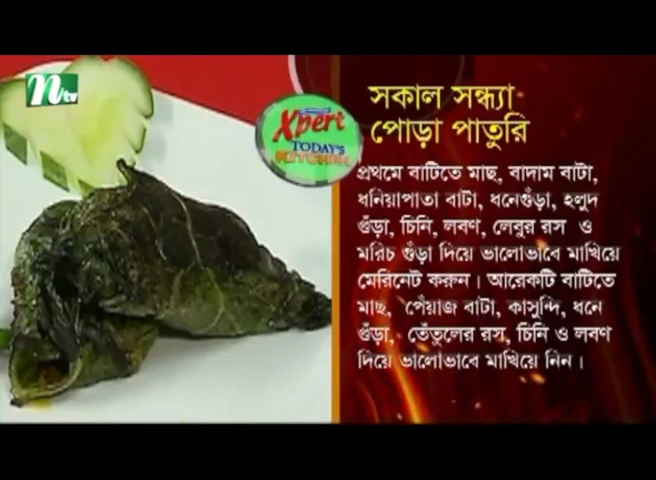 ntv
Xpert
TODAY'S
KITCHEN
সকাল সন্ধ্যা
পোড়া পাতুরি
প্রথমে বাটিতে মাছ, বাদাম বাটা,
ধনিয়াপাতা বাটা, ধনেগুঁড়া, হলুদ
গুঁড়া, চিনি, লবণ, লেবুর রস ও
মরিচ গুঁড়া দিয়ে ভালোভাবে মাখিয়ে
মেরিনেট করুন। আরেকটি বাটিতে
মাছ, পেঁয়াজ বাটা, কাসুন্দি, ধনে
গুঁড়া, তেঁতুলের রস, চিনি ও লবণ
দিয়ে ভালোভাবে মাখিয়ে নিন।